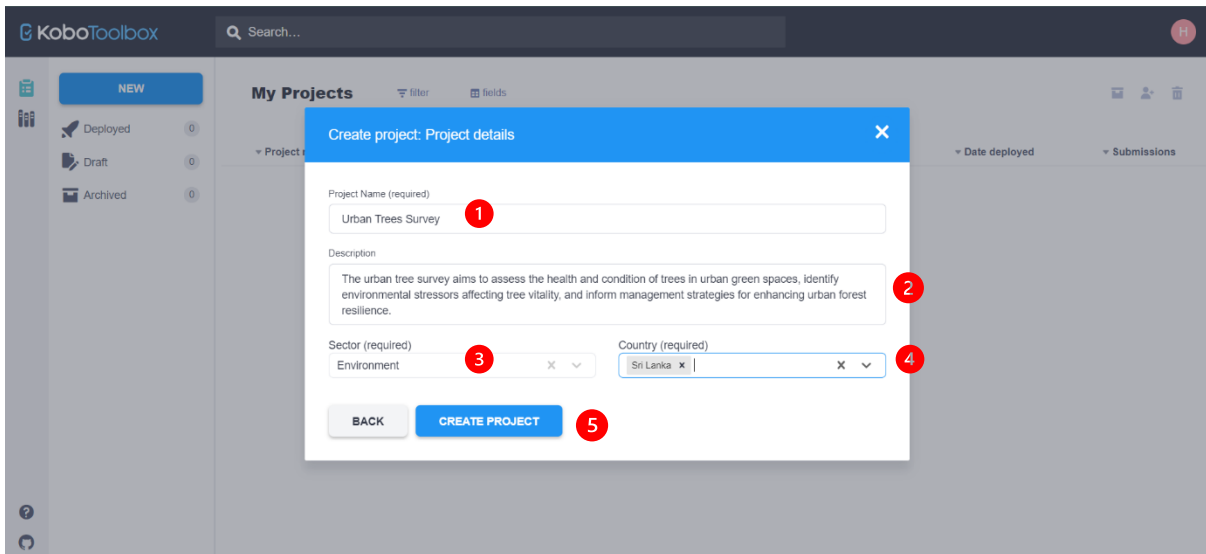 KoboToolbox
Search...
H
NEW
Deployed 0
Draft 0
Archived 0
My Projects filter fields
Date deployed Submissions
Create project: Project details
Project Name (required)
Urban Trees Survey 1
Description
The urban tree survey aims to assess the health and condition of trees in urban green spaces, identify
environmental stressors affecting tree vitality, and inform management strategies for enhancing urban forest
resilience.
2
Sector (required) Country (required)
Environment 3 Sri Lanka 4
BACK CREATE PROJECT 5
Project